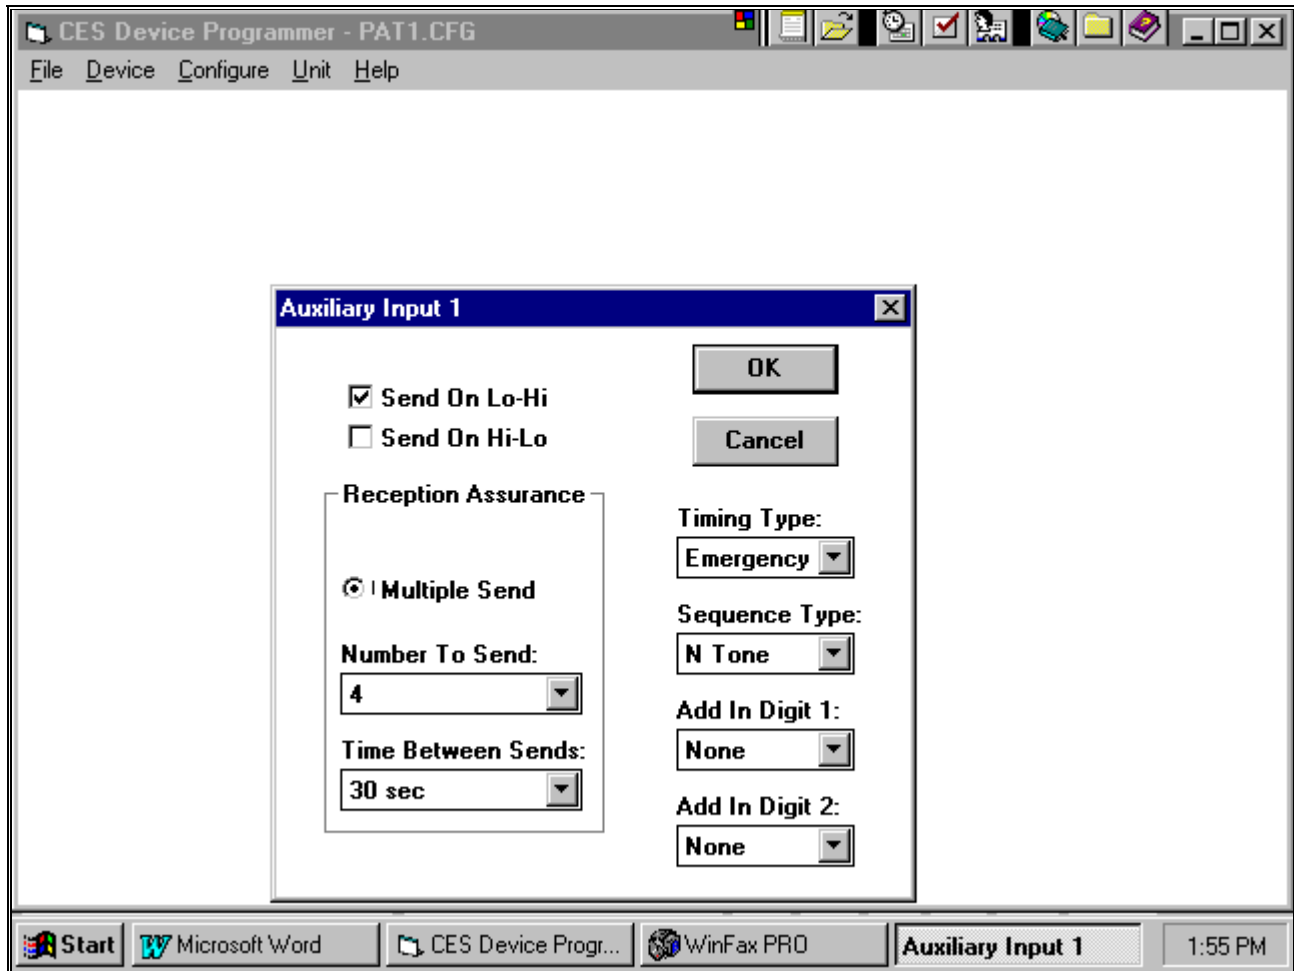 CES Device Programmer - PAT1.CFG
File Device Configure Unit Help
Auxiliary Input 1
OK
Send On Lo-Hi
Send On Hi-Lo
Cancel
Reception Assurance
Multiple Send
Number To Send:
4
Time Between Sends:
30 sec
Timing Type:
Emergency
Sequence Type:
N Tone
Add In Digit 1:
None
Add In Digit 2:
None
Start Microsoft Word CES Device Progr... WinFax PRO Auxiliary Input 1 1:55 PM